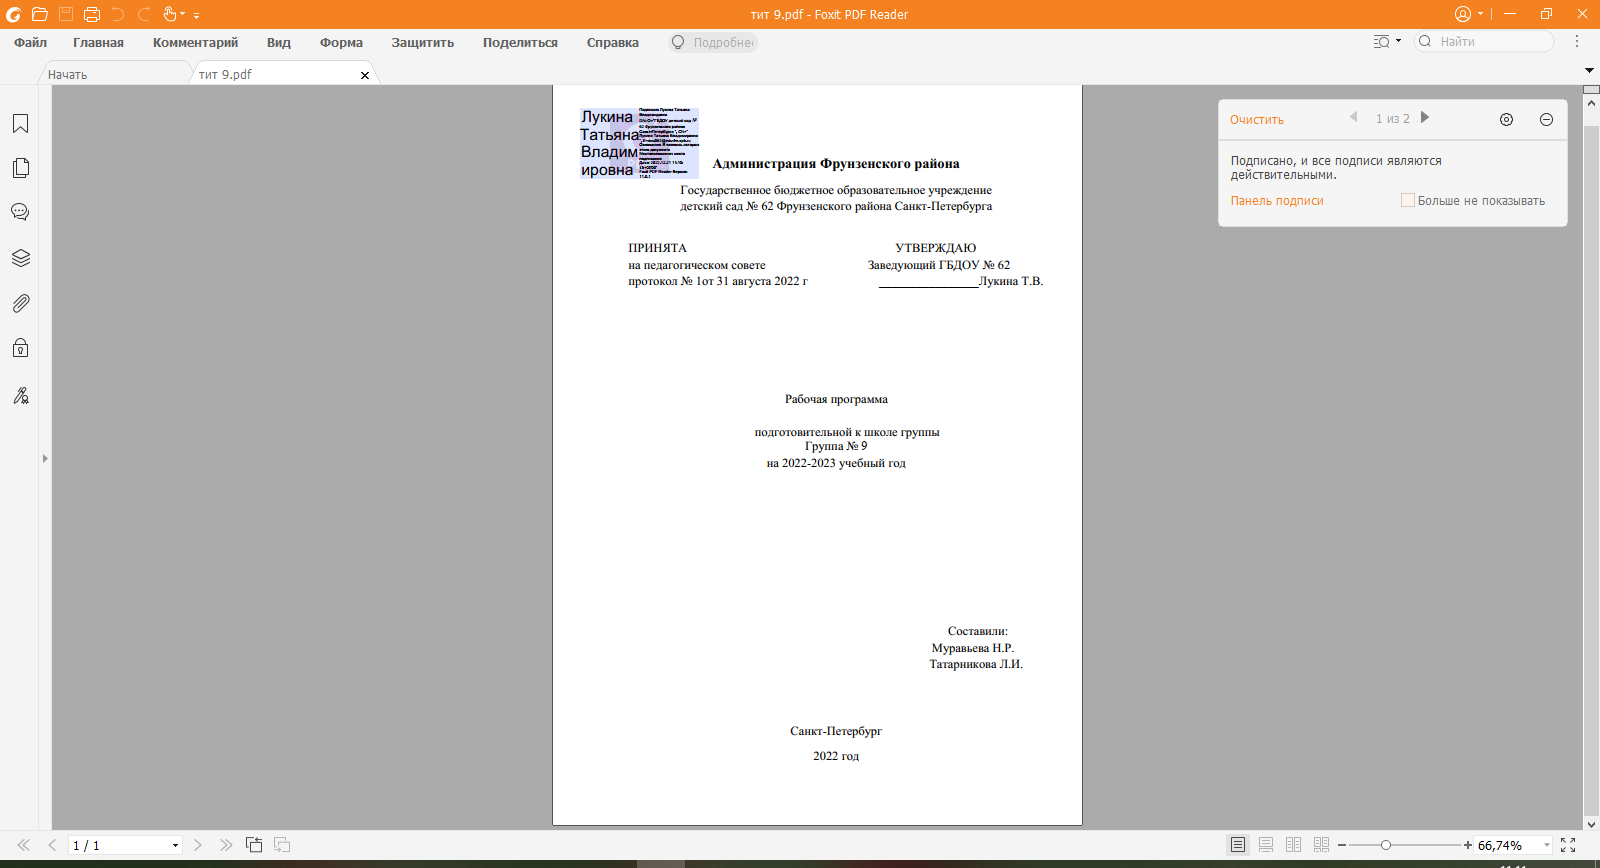 тит 9.pdf - Foxit PDF Reader
Файл Главная Комментарий Вид Форма Защитить Поделиться Справка Подробнее Найти
Начать тит 9.pdf
Очистить 1 из 2
Подписано, и все подписи являются
действительными.
Панель подписи Больше не показывать
Лукина
Татьяна
Владим
ировна
Администрация Фрунзенского района
Государственное бюджетное образовательное учреждение
детский сад № 62 Фрунзенского района Санкт-Петербурга
ПРИНЯТА УТВЕРЖДАЮ
на педагогическом совете Заведующий ГБДОУ № 62
протокол № 1от 31 августа 2022 г ________________Лукина Т.В.
Рабочая программа
подготовительной к школе группы
Группа № 9
на 2022-2023 учебный год
Составили:
Муравьева Н.Р.
Татарникова Л.И.
Санкт-Петербург
2022 год
1 / 1 66,74%